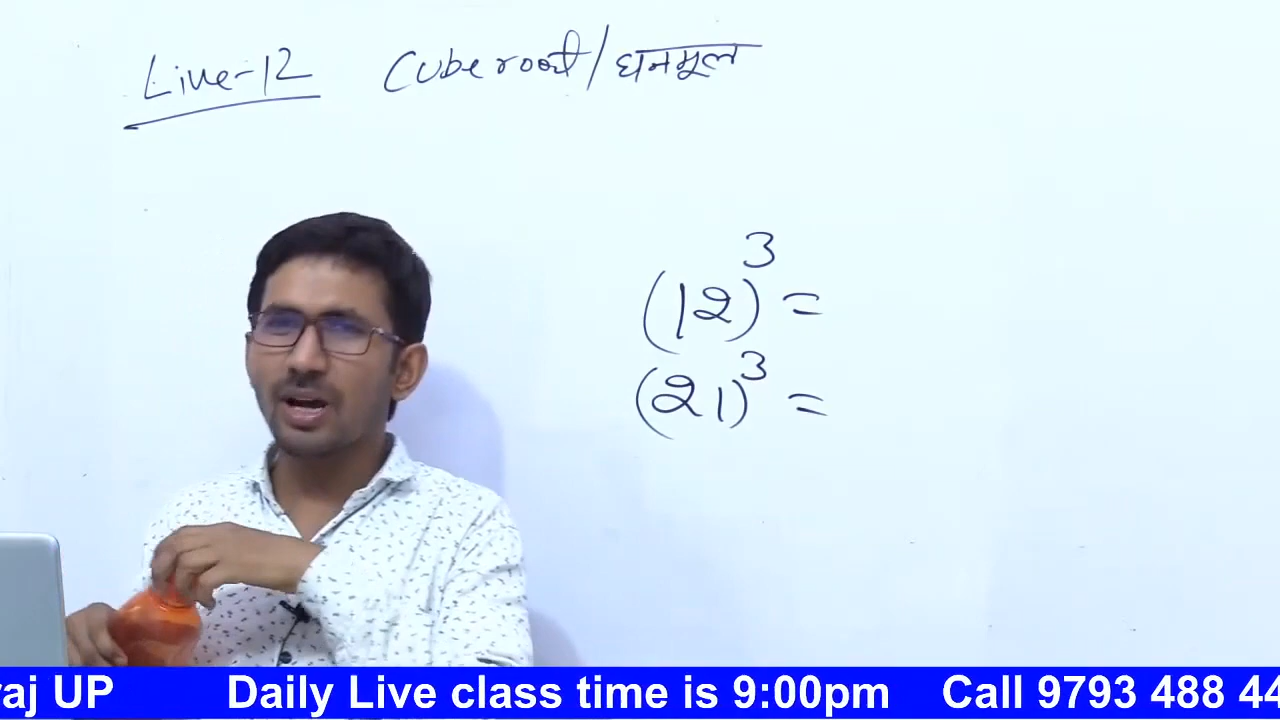 Live-12 Cube root/घनमूल
(12)³=
(21)³=
raj UP Daily Live class time is 9:00pm Call 9793 488 44